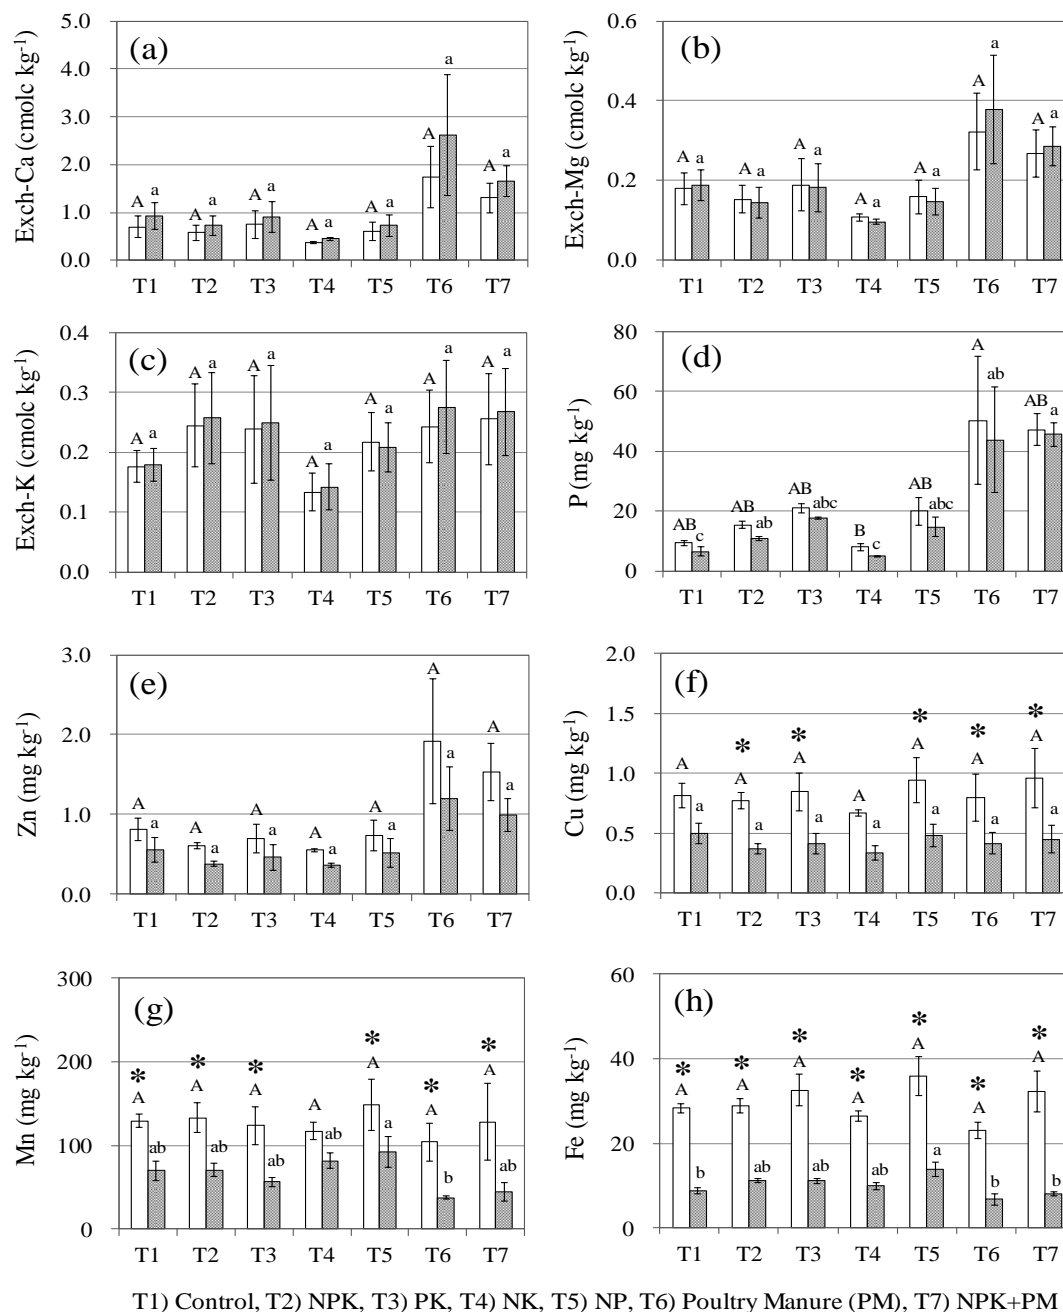 (a)
Exch-Ca (cmolc kg-1)
5.0
4.0
3.0
2.0
1.0
0.0
A a A a A a A a A a A a A a
T1 T2 T3 T4 T5 T6 T7
(b)
Exch-Mg (cmolc kg-1)
0.6
0.4
0.2
0.0
A a A a A a A a A a A a A a
T1 T2 T3 T4 T5 T6 T7
(c)
Exch-K (cmolc kg-1)
0.4
0.3
0.2
0.1
0.0
A a A a A a A a A a A a A a
T1 T2 T3 T4 T5 T6 T7
(d)
P (mg kg-1)
80
60
40
20
0
AB c AB ab AB abc B c AB abc A ab AB a
T1 T2 T3 T4 T5 T6 T7
(e)
Zn (mg kg-1)
3.0
2.0
1.0
0.0
A a A a A a A a A a A a A a
T1 T2 T3 T4 T5 T6 T7
(f)
Cu (mg kg-1)
2.0
1.5
1.0
0.5
0.0
* * * * *
A a A a A a A a A a A a A a
T1 T2 T3 T4 T5 T6 T7
(g)
Mn (mg kg-1)
300
200
100
0
* * * * * *
A ab A ab A ab A ab A a A b A ab
T1 T2 T3 T4 T5 T6 T7
(h)
Fe (mg kg-1)
60
40
20
0
* * * * * * *
A b A ab A ab A ab A a A b A b
T1 T2 T3 T4 T5 T6 T7
T1) Control, T2) NPK, T3) PK, T4) NK, T5) NP, T6) Poultry Manure (PM), T7) NPK+PM